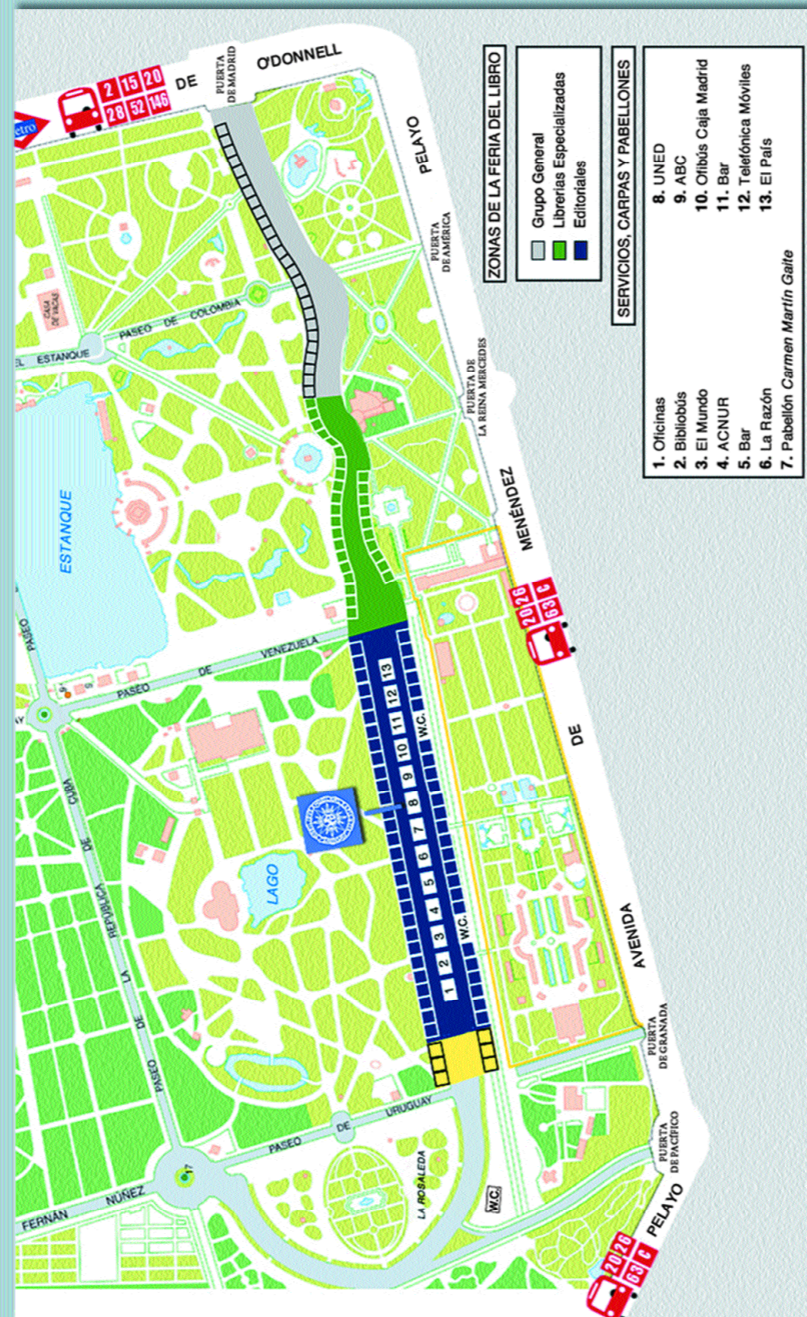 etro
2 15 20
28 52 146
DE
PUERTA
DE MADRID
O'DONNELL
PELAYO
PUERTA
DE AMÉRICA
PUERTA DE
LA REINA MERCEDES
MENÉNDEZ
20 26
63 C
DE
AVENIDA
PUERTA
DE GRANADA
PUERTA
DE PACÍFICO
PELAYO
20 26
63 C
CASA
DE VACAS
EL ESTANQUE
PASEO DE COLOMBIA
ESTANQUE
PASEO
AY
PASEO DE VENEZUELA
PASEO DE LA REPÚBLICA DE CUBA
LAGO
FERNÁN NÚÑEZ
17
PASEO DE URUGUAY
LA ROSALEDA
W.C.
1 2 3 4 5 6 7 8 9 10 11 12 13
W.C.
W.C.
ZONAS DE LA FERIA DEL LIBRO
Grupo General
Librerías Especializadas
Editoriales
SERVICIOS, CARPAS Y PABELLONES
1. Oficinas
2. Bibliobús
3. El Mundo
4. ACNUR
5. Bar
6. La Razón
7. Pabellón Carmen Martín Gaite
8. UNED
9. ABC
10. Ofibús Caja Madrid
11. Bar
12. Telefónica Móviles
13. El País